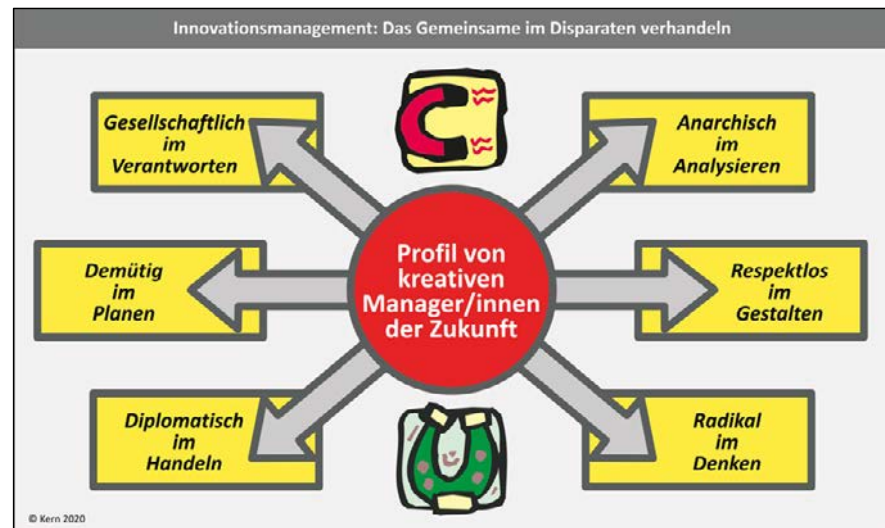 Innovationsmanagement: Das Gemeinsame im Disparaten verhandeln
Gesellschaftlich
im
Verantworten
Anarchisch
im
Analysieren
Demütig
im
Planen
Profil von
kreativen
Manager/innen
der Zukunft
Respektlos
im
Gestalten
Diplomatisch
im
Handeln
Radikal
im
Denken
© Kern 2020